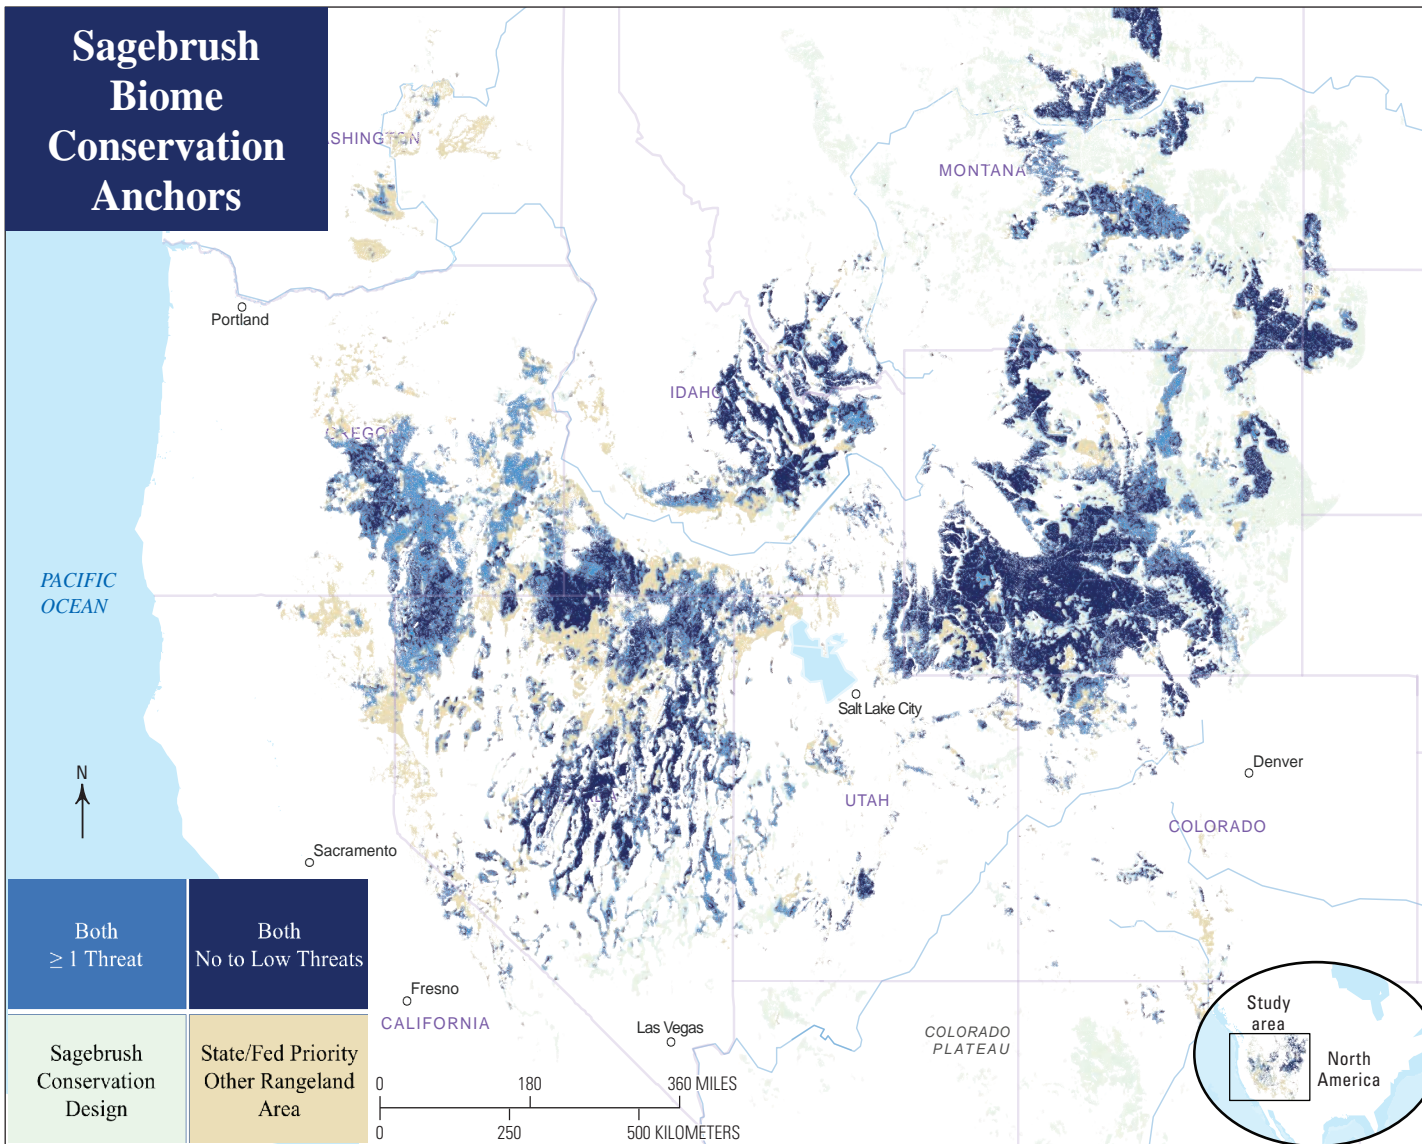 Sagebrush
Biome
Conservation
Anchors
MONTANA
Portland
IDAHO
PACIFIC
OCEAN
Salt Lake City
N
Denver
UTAH
COLORADO
Sacramento
Both
≥ 1 Threat
Both
No to Low Threats
Fresno
CALIFORNIA
Las Vegas
COLORADO
PLATEAU
Study
area
North
America
Sagebrush
Conservation
Design
State/Fed Priority
Other Rangeland
Area
0 180 360 MILES
0 250 500 KILOMETERS